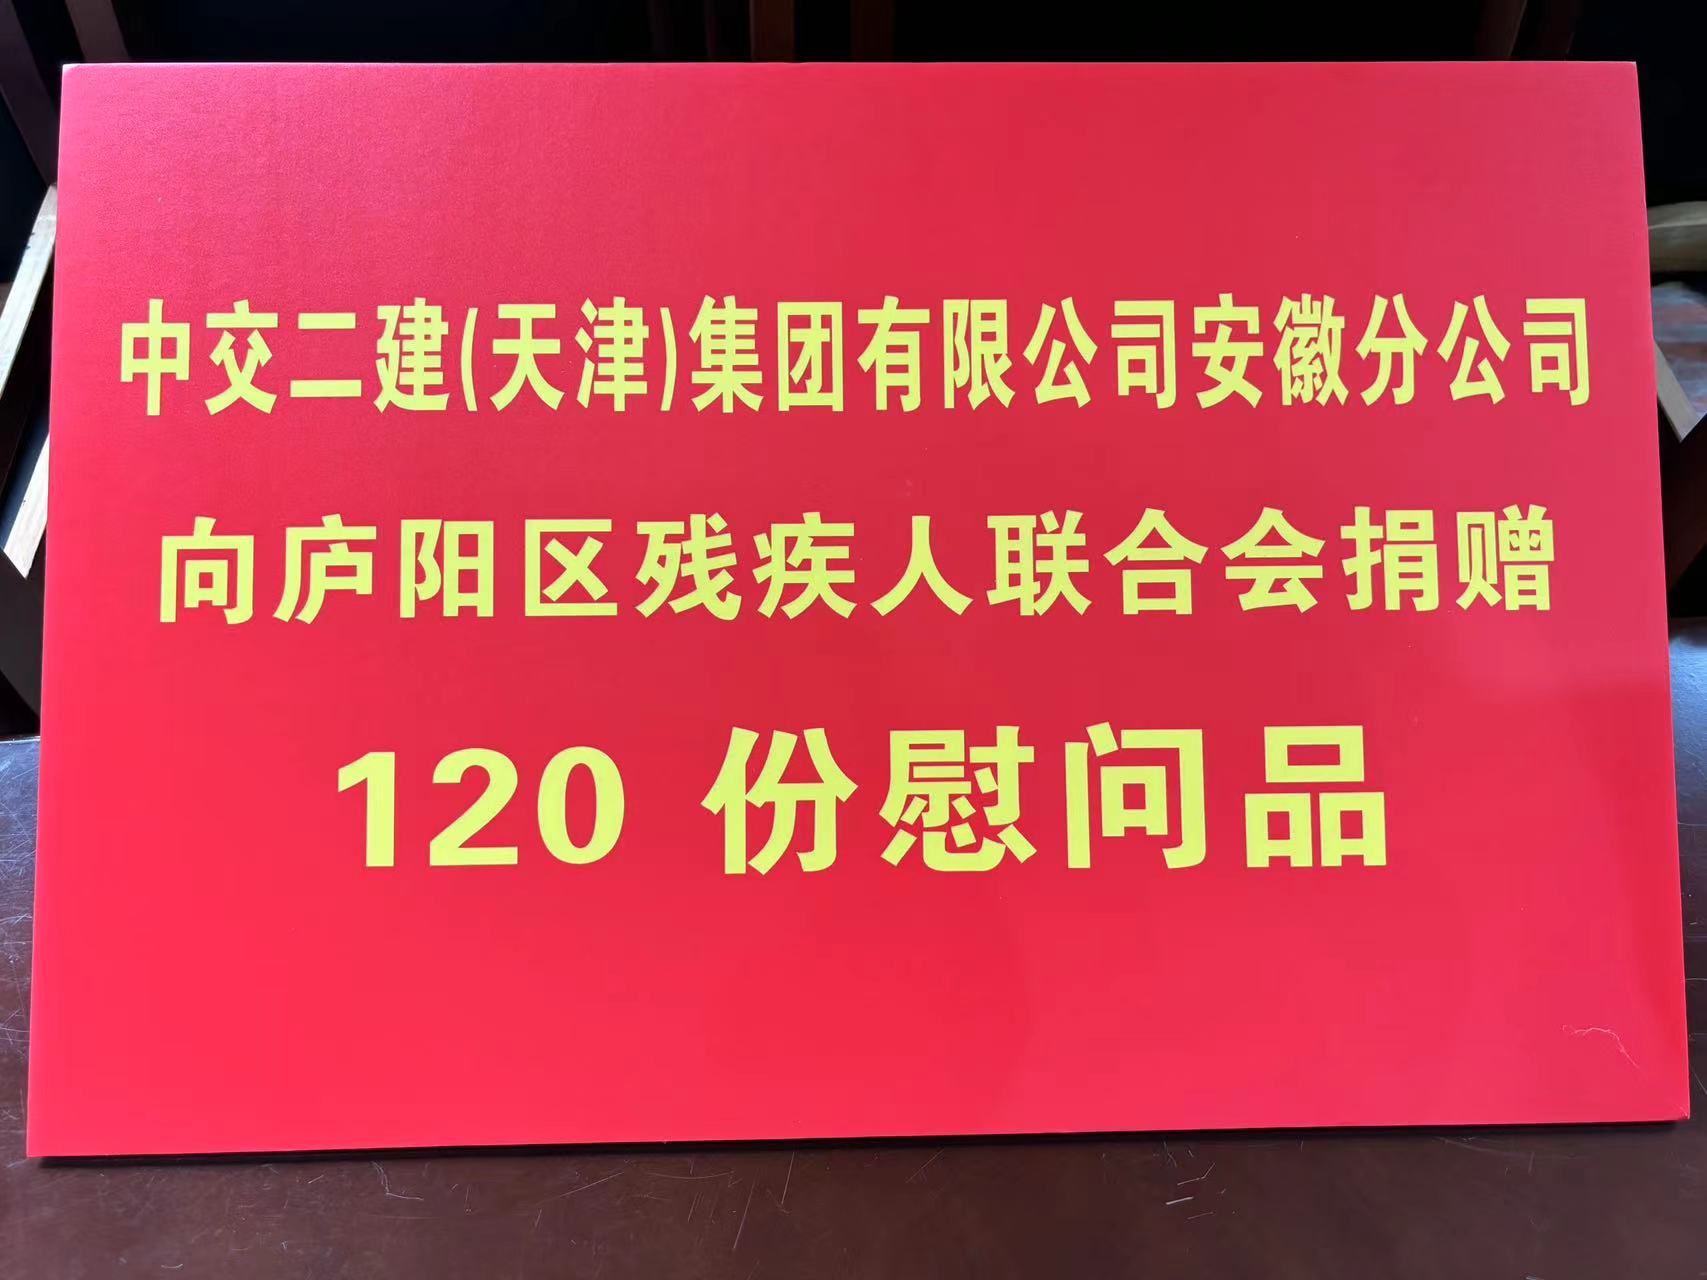 中交二建(天津)集团有限公司安徽分公司
向庐阳区残疾人联合会捐赠
120 份慰问品